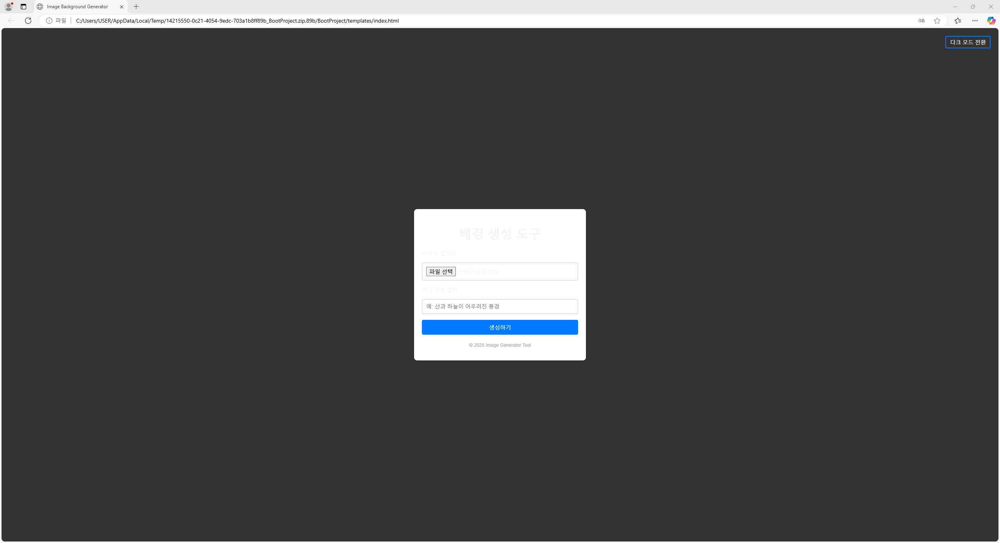 Image Background Generator
파일
C:/Users/USER/AppData/Local/Temp/14215550-0c21-4054-9edc-703a1b8ff89b_BootProject.zip.89b/BootProject/templates/index.html
aあ
다크 모드 전환
배경 생성 도구
이미지 업로드
파일 선택 선택된 파일 없음
배경 설명 입력
예: 산과 하늘이 어우러진 풍경
생성하기
© 2025 Image Generator Tool